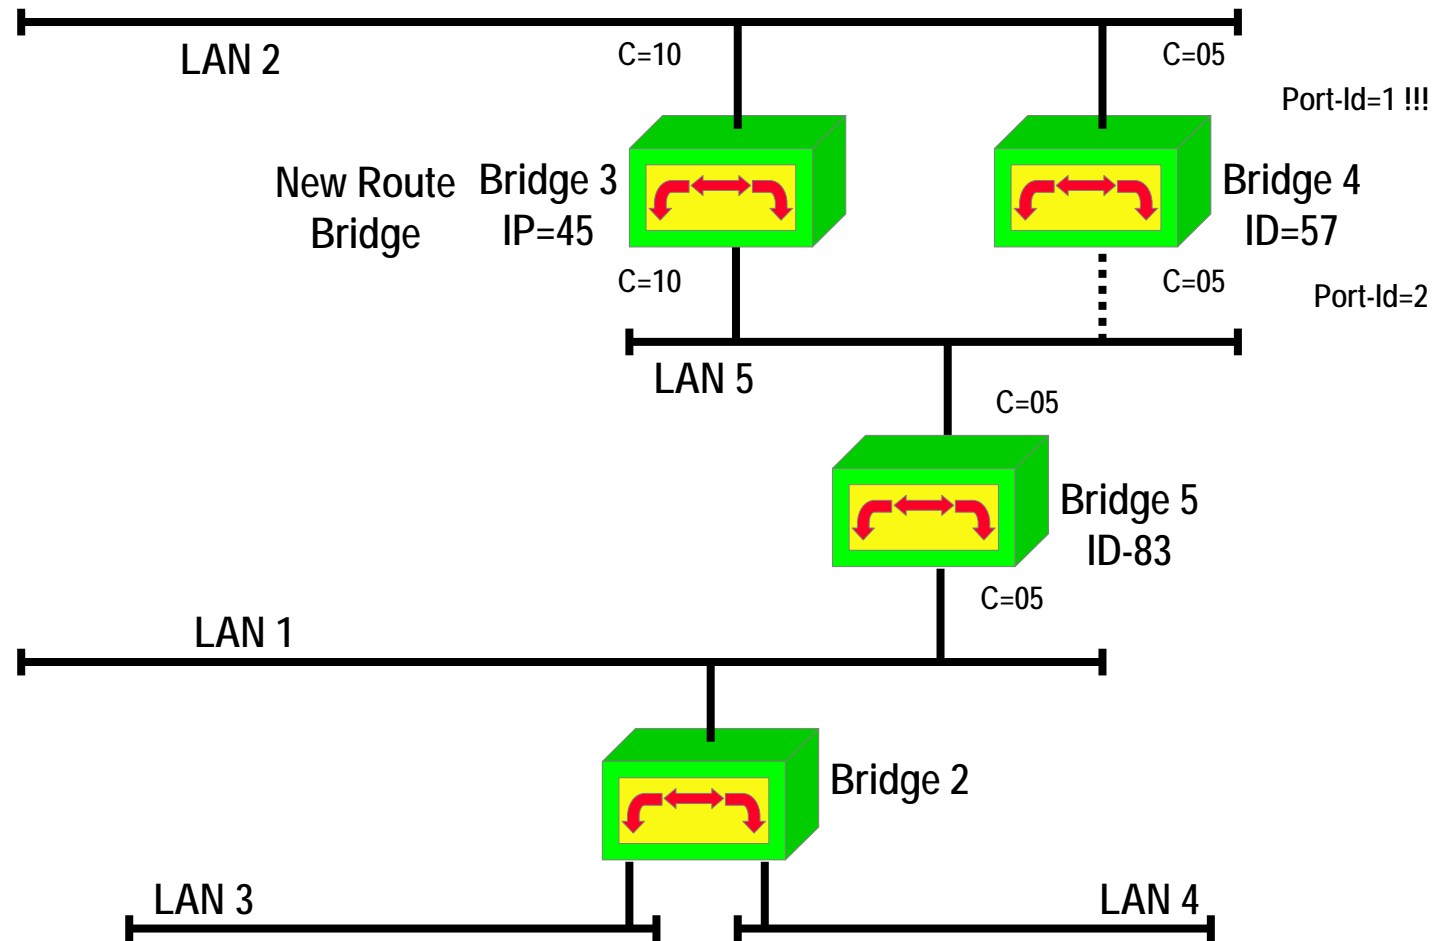 LAN 2
C=10
C=05
Port-Id=1 !!!
New Route
Bridge
Bridge 3
IP=45
Bridge 4
ID=57
C=10
C=05
Port-Id=2
LAN 5
C=05
Bridge 5
ID-83
C=05
LAN 1
Bridge 2
LAN 3
LAN 4